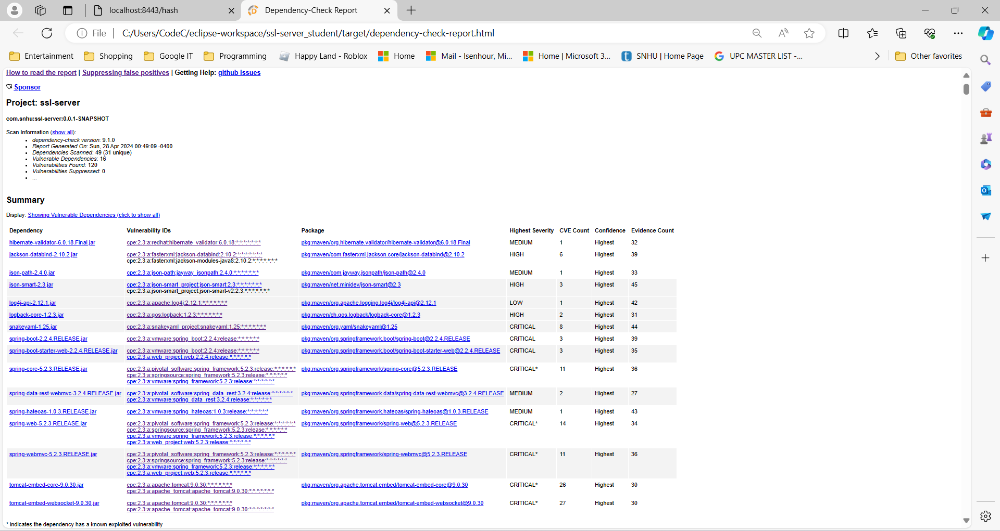 localhost:8443/hash
Dependency-Check Report
File
C:/Users/CodeC/eclipse-workspace/ssl-server_student/target/dependency-check-report.html
Entertainment Shopping Google IT Programming Happy Land - Roblox Home Mail - Isenhour, Mi... Home | Microsoft 3... SNHU | Home Page UPC MASTER LIST -... Other favorites
How to read the report | Suppressing false positives | Getting Help: github issues
Sponsor
Project: ssl-server
com.snhu:ssl-server:0.0.1-SNAPSHOT
Scan Information (show all):
dependency-check version: 9.1.0
Report Generated On: Sun, 28 Apr 2024 00:49:09 -0400
Dependencies Scanned: 49 (31 unique)
Vulnerable Dependencies: 16
Vulnerabilities Found: 120
Vulnerabilities Suppressed: 0
...
Summary
Display: Showing Vulnerable Dependencies (click to show all)
Dependency Vulnerability IDs Package Highest Severity CVE Count Confidence Evidence Count
hibernate-validator-6.0.18.Final.jar cpe:2.3:a:redhat:hibernate_validator:6.0.18:*:*:*:*:*:*:* pkg:maven/org.hibernate.validator/hibernate-validator@6.0.18.Final MEDIUM 1 Highest 32
jackson-databind-2.10.2.jar cpe:2.3:a:fasterxml:jackson-databind:2.10.2:*:*:*:*:*:*:* pkg:maven/com.fasterxml.jackson.core/jackson-databind@2.10.2 HIGH 6 Highest 39
cpe:2.3:a:fasterxml:jackson-modules-java8:2.10.2:*:*:*:*:*:*:*
json-path-2.4.0.jar cpe:2.3:a:json-path:jayway_jsonpath:2.4.0:*:*:*:*:*:*:* pkg:maven/com.jayway.jsonpath/json-path@2.4.0 MEDIUM 1 Highest 33
json-smart-2.3.jar cpe:2.3:a:json-smart_project:json-smart:2.3:*:*:*:*:*:*:* pkg:maven/net.minidev/json-smart@2.3 HIGH 3 Highest 45
cpe:2.3:a:json-smart_project:json-smart-v2:2.3:*:*:*:*:*:*:*
log4j-api-2.12.1.jar cpe:2.3:a:apache:log4j:2.12.1:*:*:*:*:*:*:* pkg:maven/org.apache.logging.log4j/log4j-api@2.12.1 LOW 1 Highest 42
logback-core-1.2.3.jar cpe:2.3:a:qos:logback:1.2.3:*:*:*:*:*:*:* pkg:maven/ch.qos.logback/logback-core@1.2.3 HIGH 2 Highest 31
snakeyaml-1.25.jar cpe:2.3:a:snakeyaml_project:snakeyaml:1.25:*:*:*:*:*:*:* pkg:maven/org.yaml/snakeyaml@1.25 CRITICAL 8 Highest 44
spring-boot-2.2.4.RELEASE.jar cpe:2.3:a:vmware:spring_boot:2.2.4:release:*:*:*:*:*:* pkg:maven/org.springframework.boot/spring-boot@2.2.4.RELEASE CRITICAL 3 Highest 39
spring-boot-starter-web-2.2.4.RELEASE.jar cpe:2.3:a:vmware:spring_boot:2.2.4:release:*:*:*:*:*:* pkg:maven/org.springframework.boot/spring-boot-starter-web@2.2.4.RELEASE CRITICAL 3 Highest 35
cpe:2.3:a:web_project:web:2.2.4:release:*:*:*:*:*:*
spring-core-5.2.3.RELEASE.jar cpe:2.3:a:pivotal_software:spring_framework:5.2.3:release:*:*:*:*:*:* pkg:maven/org.springframework/spring-core@5.2.3.RELEASE CRITICAL* 11 Highest 36
cpe:2.3:a:springsource:spring_framework:5.2.3:release:*:*:*:*:*:*
cpe:2.3:a:vmware:spring_framework:5.2.3:release:*:*:*:*:*:*
spring-data-rest-webmvc-3.2.4.RELEASE.jar cpe:2.3:a:pivotal_software:spring_data_rest:3.2.4:release:*:*:*:*:*:* pkg:maven/org.springframework.data/spring-data-rest-webmvc@3.2.4.RELEASE MEDIUM 2 Highest 27
cpe:2.3:a:vmware:spring_data_rest:3.2.4:release:*:*:*:*:*:*
spring-hateoas-1.0.3.RELEASE.jar cpe:2.3:a:vmware:spring_hateoas:1.0.3:release:*:*:*:*:*:* pkg:maven/org.springframework.hateoas/spring-hateoas@1.0.3.RELEASE MEDIUM 1 Highest 43
spring-web-5.2.3.RELEASE.jar cpe:2.3:a:pivotal_software:spring_framework:5.2.3:release:*:*:*:*:*:* pkg:maven/org.springframework/spring-web@5.2.3.RELEASE CRITICAL* 14 Highest 34
cpe:2.3:a:springsource:spring_framework:5.2.3:release:*:*:*:*:*:*
cpe:2.3:a:vmware:spring_framework:5.2.3:release:*:*:*:*:*:*
cpe:2.3:a:web_project:web:5.2.3:release:*:*:*:*:*:*
spring-webmvc-5.2.3.RELEASE.jar cpe:2.3:a:pivotal_software:spring_framework:5.2.3:release:*:*:*:*:*:* pkg:maven/org.springframework/spring-webmvc@5.2.3.RELEASE CRITICAL* 11 Highest 36
cpe:2.3:a:springsource:spring_framework:5.2.3:release:*:*:*:*:*:*
cpe:2.3:a:vmware:spring_framework:5.2.3:release:*:*:*:*:*:*
cpe:2.3:a:web_project:web:5.2.3:release:*:*:*:*:*:*
tomcat-embed-core-9.0.30.jar cpe:2.3:a:apache:tomcat:9.0.30:*:*:*:*:*:*:* pkg:maven/org.apache.tomcat.embed/tomcat-embed-core@9.0.30 CRITICAL* 26 Highest 30
cpe:2.3:a:apache_tomcat:apache_tomcat:9.0.30:*:*:*:*:*:*:*
tomcat-embed-websocket-9.0.30.jar cpe:2.3:a:apache:tomcat:9.0.30:*:*:*:*:*:*:* pkg:maven/org.apache.tomcat.embed/tomcat-embed-websocket@9.0.30 CRITICAL* 27 Highest 30
cpe:2.3:a:apache_tomcat:apache_tomcat:9.0.30:*:*:*:*:*:*:*
* indicates the dependency has a known exploited vulnerability